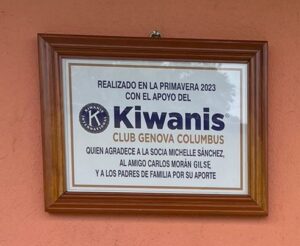 REALIZADO EN LA PRIMAVERA 2023
CON EL APOYO DEL
KIWANIS
K
INTERNATIONAL
Kiwanis®
CLUB GENOVA COLUMBUS
QUIEN AGRADECE A LA SOCIA MICHELLE SÁNCHEZ,
AL AMIGO CARLOS MORÁN GILSE,
Y A LOS PADRES DE FAMILIA POR SU APORTE